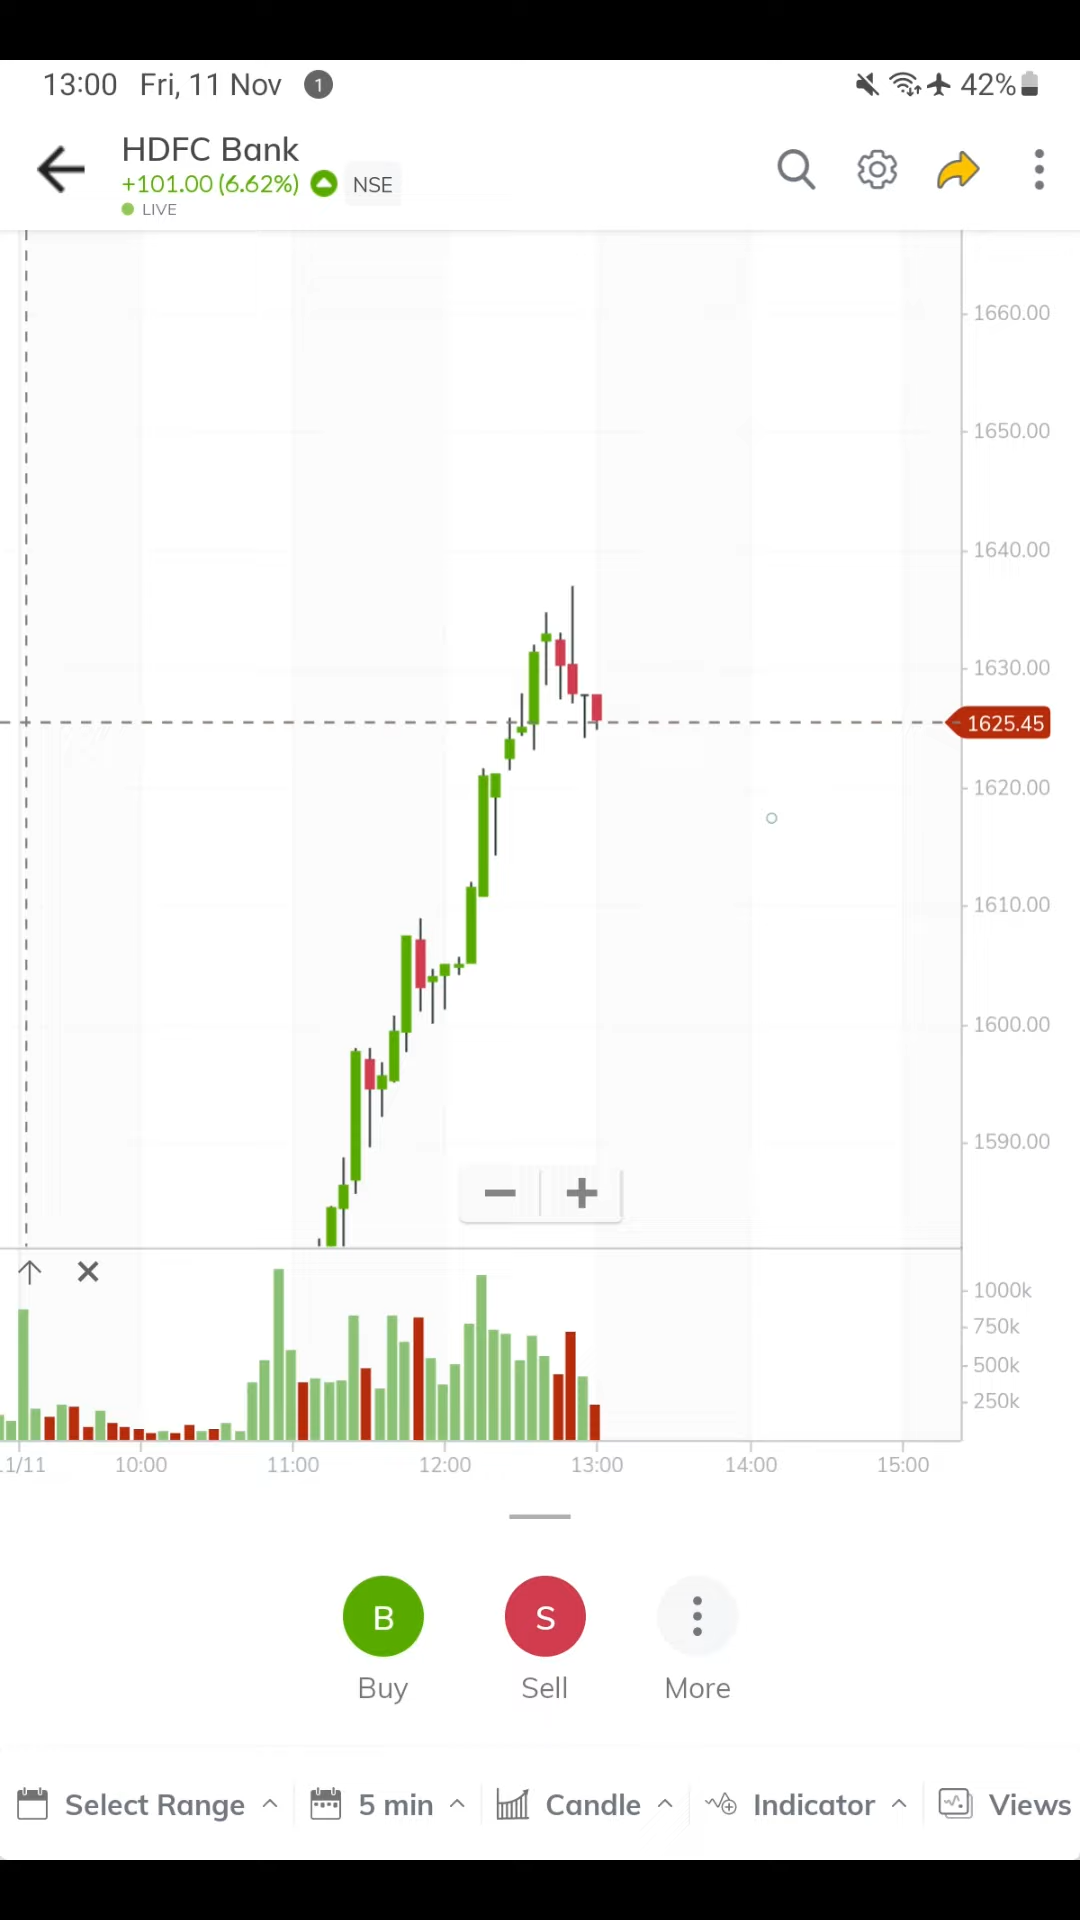 13:00 Fri, 11 Nov 1 42%
HDFC Bank
+101.00 (6.62%) NSE
LIVE
1660.00
1650.00
1640.00
1630.00
1625.45
1620.00
1610.00
1600.00
1590.00
1000k
750k
500k
250k
11/11 10:00 11:00 12:00 13:00 14:00 15:00
B S
Buy Sell More
Select Range 5 min Candle Indicator Views